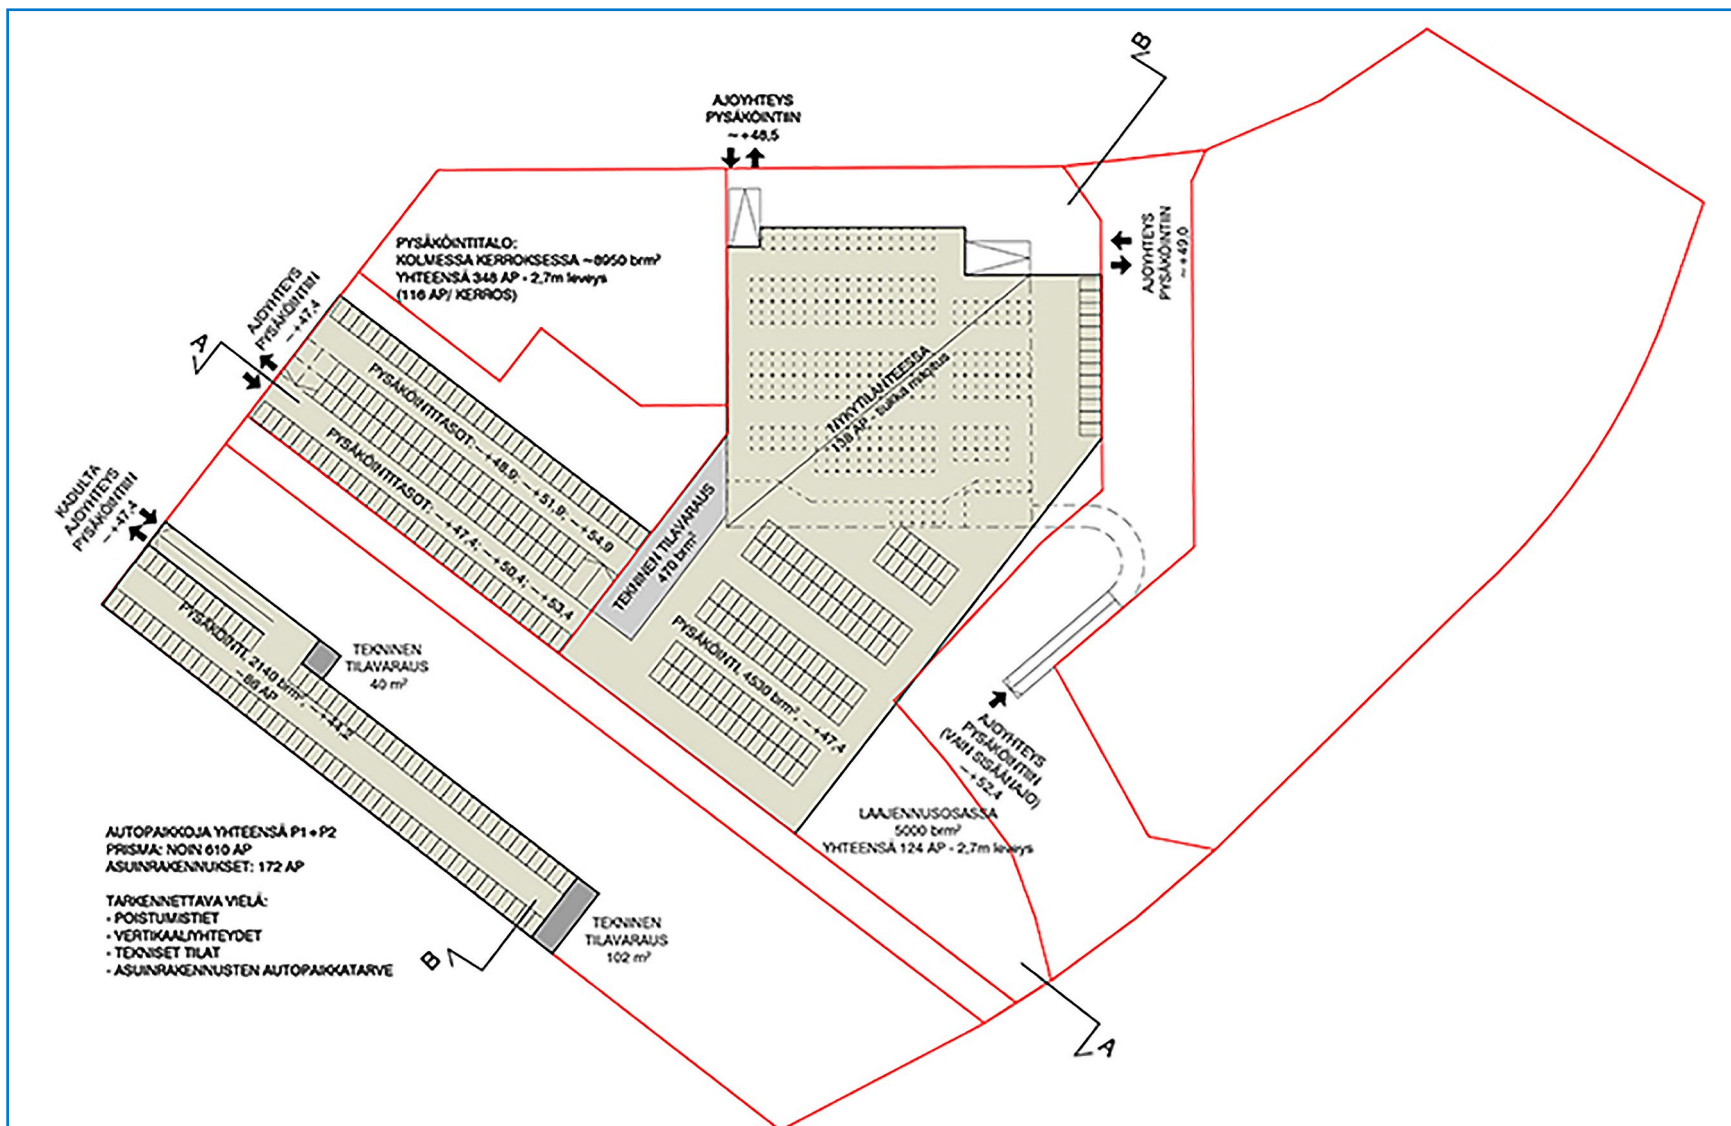 B
AJOYHTEYS
PYSÄKÖINTIIN
~+48,5
PYSÄKÖINTITALO:
KOLMESSA KERROKSESSA ~8950 brm²
YHTEENSÄ 348 AP - 2,7m leveys
(116 AP/ KERROS)
AJOYHTEYS
PYSÄKÖINTIIN
~+49,0
AJOYHTEYS
PYSÄKÖINTIIN
~+47,4
A
NYKYTILANTEESSA
138 AP - tiukka mitoitus
PYSÄKÖINTITASOT: ~+48,9; ~+51,9; ~+54,9
PYSÄKÖINTITASOT: ~+47,4; ~+50,4; ~+53,4
KADULTA
AJOYHTEYS
PYSÄKÖINTIIN
~+47,4
TEKNINEN TILAVARAUS
470 brm²
PYSÄKÖINTI, 4530 brm²; ~+47,4
PYSÄKÖINTI, 2140 brm²; ~+44,2
~86 AP
TEKNINEN
TILAVARAUS
40 m²
AJOYHTEYS
PYSÄKÖINTIIN
(VAIN SISÄÄNAJO)
~+52,4
LAAJENNUSOSASSA
5000 brm²
YHTEENSÄ 124 AP - 2,7m leveys
AUTOPAIKKOJA YHTEENSÄ P1+P2
PRISMA: NOIN 610 AP
ASUINRAKENNUKSET: 172 AP
TARKENNETTAVA VIELÄ:
- POISTUMISTIET
- VERTIKAALIYHTEYDET
- TEKNISET TILAT
- ASUINRAKENNUSTEN AUTOPAIKKATARVE
B
TEKNINEN
TILAVARAUS
102 m²
A